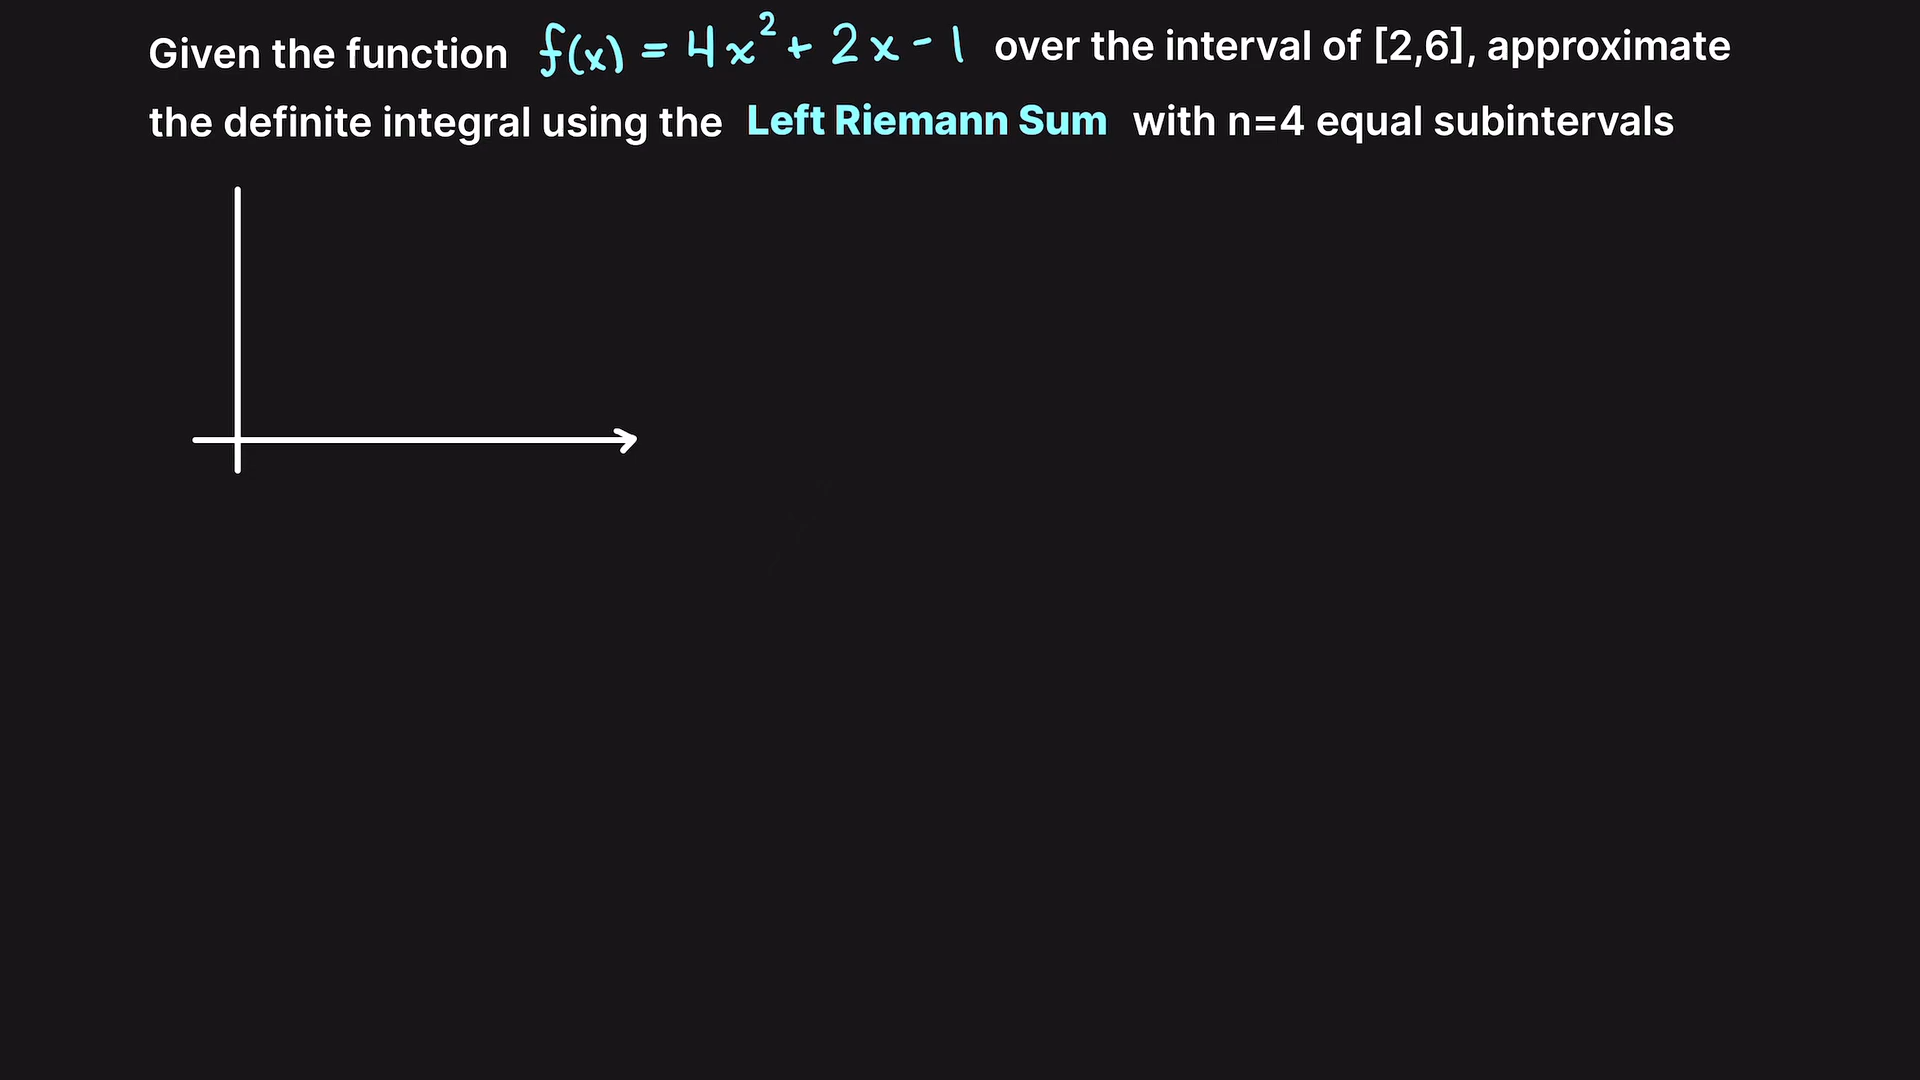 Given the function f(x) = 4x² + 2x - 1 over the interval of [2,6], approximate
the definite integral using the Left Riemann Sum with n=4 equal subintervals